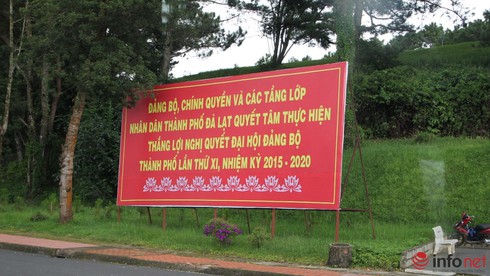 ĐẢNG BỘ, CHÍNH QUYỀN VÀ CÁC TẦNG LỚP
NHÂN DÂN THÀNH PHỐ ĐÀ LẠT QUYẾT TÂM THỰC HIỆN
THẮNG LỢI NGHỊ QUYẾT ĐẠI HỘI ĐẢNG BỘ
THÀNH PHỐ LẦN THỨ XI, NHIỆM KỲ 2015 - 2020
infonet
infonet